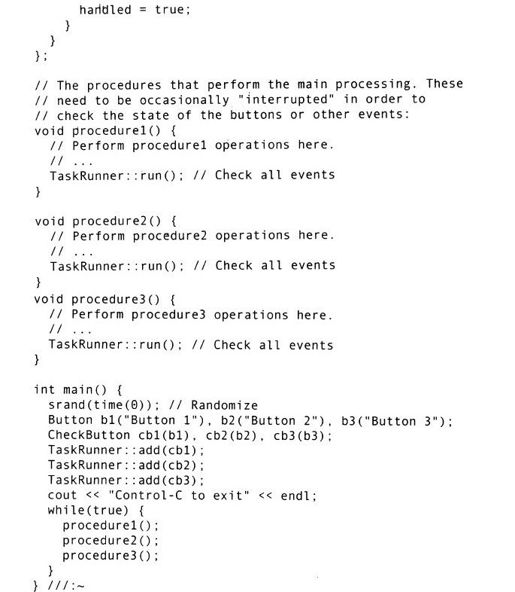 handled = true;
}
}
};
// The procedures that perform the main processing. These
// need to be occasionally "interrupted" in order to
// check the state of the buttons or other events:
void procedure1() {
// Perform procedure1 operations here.
// ...
TaskRunner::run(); // Check all events
}
void procedure2() {
// Perform procedure2 operations here.
// ...
TaskRunner::run(); // Check all events
}
void procedure3() {
// Perform procedure3 operations here.
// ...
TaskRunner::run(); // Check all events
}
int main() {
srand(time(0)); // Randomize
Button b1("Button 1"), b2("Button 2"), b3("Button 3");
CheckButton cb1(b1), cb2(b2), cb3(b3);
TaskRunner::add(cb1);
TaskRunner::add(cb2);
TaskRunner::add(cb3);
cout << "Control-C to exit" << endl;
while(true) {
procedure1();
procedure2();
procedure3();
}
} ///:~